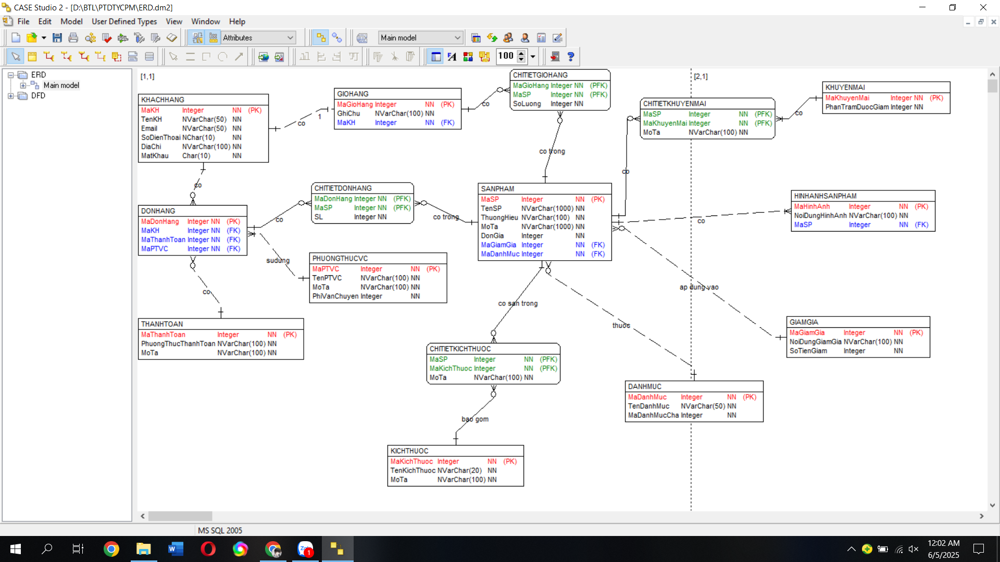 CASE Studio 2 - [D:\BTL\PTDTYCPM\ERD.dm2]
File Edit Model User Defined Types View Window Help
Attributes
Main model
100
ERD
Main model
DFD
[1,1]
[2,1]
KHACHHANG
MaKH Integer NN (PK)
TenKH NVarChar(50) NN
Email NVarChar(50) NN
SoDienThoai NChar(10) NN
DiaChi NVarChar(100) NN
MatKhau Char(10) NN
co
1
GIOHANG
MaGioHang Integer NN (PK)
GhiChu NVarChar(100) NN
MaKH Integer NN (FK)
co
CHITIETGIOHANG
MaGioHang Integer NN (PFK)
MaSP Integer NN (PFK)
SoLuong Integer NN
co trong
CHITIETKHUYENMAI
MaSP Integer NN (PFK)
MaKhuyenMai Integer NN (PFK)
MoTa NVarChar(100) NN
co
KHUYENMAI
MaKhuyenMai Integer NN (PK)
PhanTramDuocGiam Integer NN
co
co
DONHANG
MaDonHang Integer NN (PK)
MaKH Integer NN (FK)
MaThanhToan Integer NN (FK)
MaPTVC Integer NN (FK)
co
CHITIETDONHANG
MaDonHang Integer NN (PFK)
MaSP Integer NN (PFK)
SL Integer NN
co trong
SANPHAM
MaSP Integer NN (PK)
TenSP NVarChar(1000) NN
ThuongHieu NVarChar(100) NN
MoTa NVarChar(1000) NN
DonGia Integer NN
MaGiamGia Integer NN (FK)
MaDanhMuc Integer NN (FK)
co
HINHANHSANPHAM
MaHinhAnh Integer NN (PK)
NoiDungHinhAnh NVarChar(100) NN
MaSP Integer NN (FK)
sudung
PHUONGTHUCVC
MaPTVC Integer NN (PK)
TenPTVC NVarChar(100) NN
MoTa NVarChar(100) NN
PhiVanChuyen Integer NN
co
co san trong
ap dung vao
thuoc
THANHTOAN
MaThanhToan Integer NN (PK)
PhuongThucThanhToan NVarChar(100) NN
MoTa NVarChar(100) NN
GIAMGIA
MaGiamGia Integer NN (PK)
NoiDungGiamGia NVarChar(100) NN
SoTienGiam Integer NN
CHITIETKICHTHUOC
MaSP Integer NN (PFK)
MaKichThuoc Integer NN (PFK)
MoTa NVarChar(100) NN
DANHMUC
MaDanhMuc Integer NN (PK)
TenDanhMuc NVarChar(50) NN
MaDanhMucCha Integer NN
bao gom
KICHTHUOC
MaKichThuoc Integer NN (PK)
TenKichThuoc NVarChar(20) NN
MoTa NVarChar(100) NN
MS SQL 2005
1
12:02 AM
6/5/2025